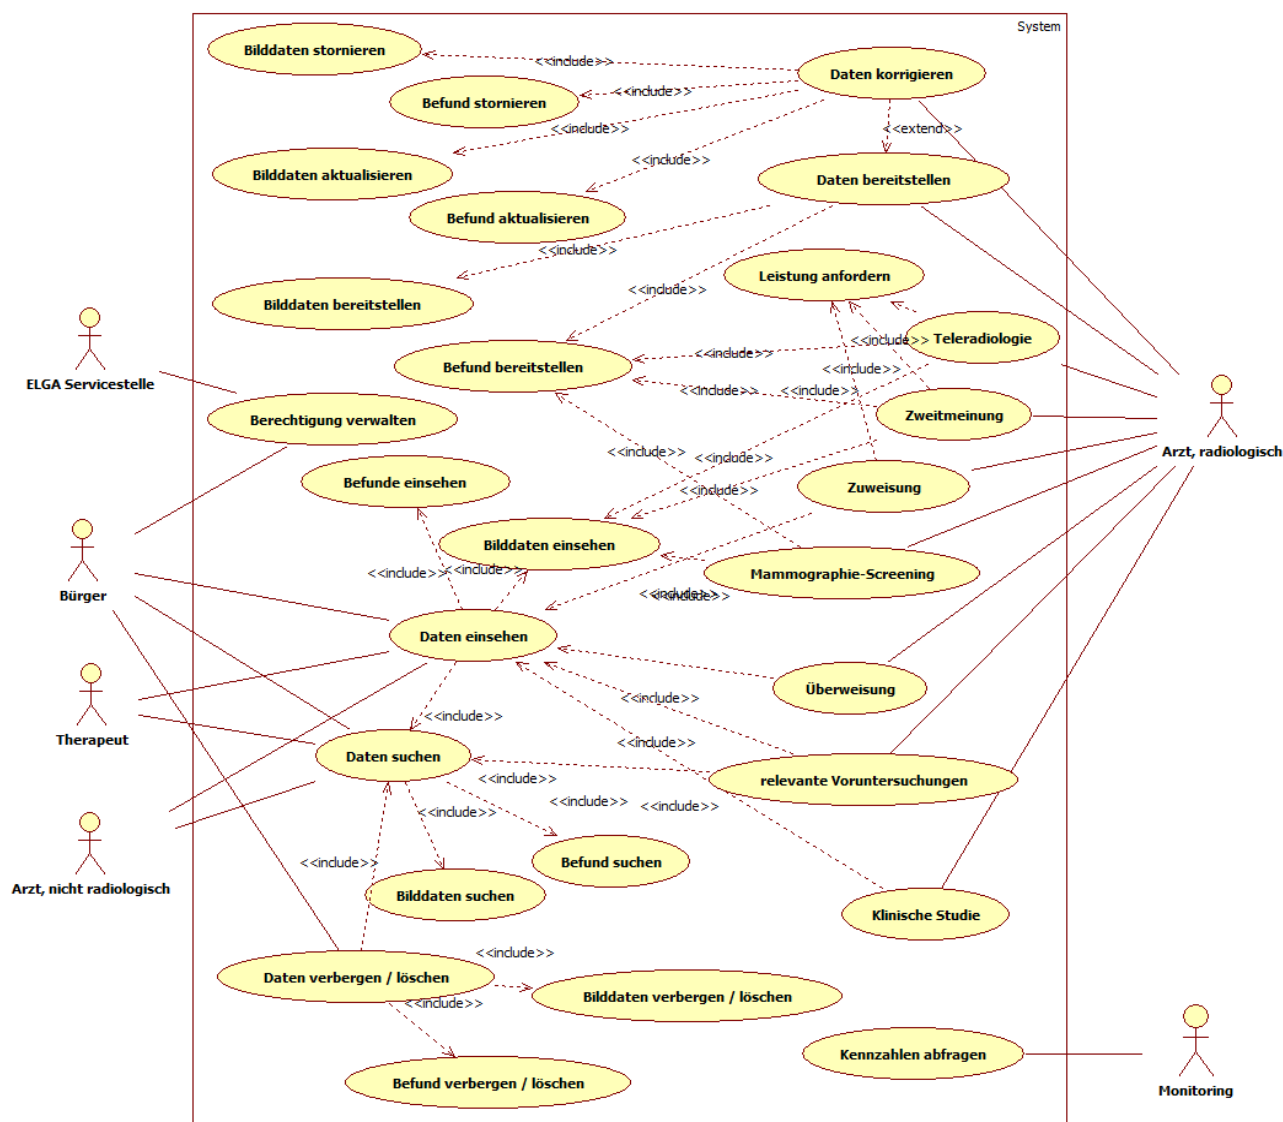 System
Bilddaten stornieren
<<include>>
Daten korrigieren
Befund stornieren
<<include>>
<<include>>
<<extend>>
Bilddaten aktualisieren
<<include>>
Daten bereitstellen
Befund aktualisieren
<<include>>
Leistung anfordern
Bilddaten bereitstellen
<<include>>
ELGA Servicestelle
Teleradiologie
<<include>>
<<include>>
Befund bereitstellen
<<include>>
<<include>>
<<include>>
Berechtigung verwalten
Zweitmeinung
Arzt, radiologisch
<<include>>
<<include>>
Befunde einsehen
Zuweisung
<<include>>
Bilddaten einsehen
<<include>>
<<include>>
Mammographie-Screening
Bürger
<<include>>
<<include>>
Daten einsehen
Überweisung
<<include>>
Therapeut
<<include>>
Daten suchen
<<include>>
relevante Voruntersuchungen
<<include>>
<<include>>
<<include>>
<<include>>
Befund suchen
Arzt, nicht radiologisch
Bilddaten suchen
Klinische Studie
<<include>>
Daten verbergen / löschen
Bilddaten verbergen / löschen
<<include>>
Kennzahlen abfragen
Befund verbergen / löschen
Monitoring